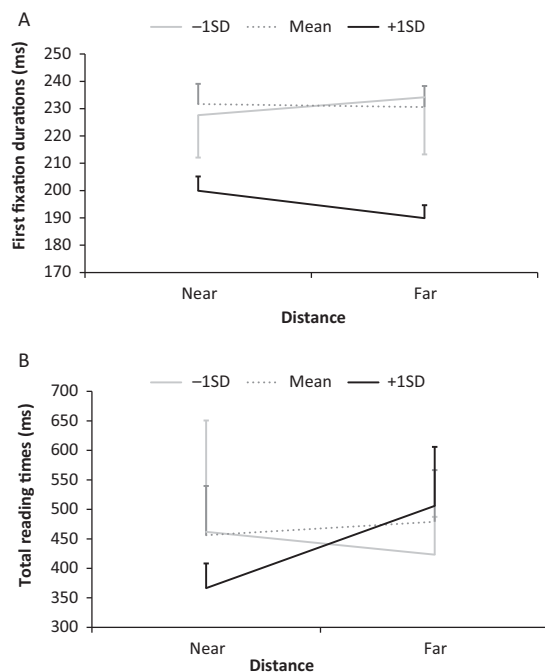 A
–1SD Mean +1SD
First fixation durations (ms)
250
240
230
220
210
200
190
180
170
Near Far
Distance
B
–1SD Mean +1SD
Total reading times (ms)
700
650
600
550
500
450
400
350
300
Near Far
Distance